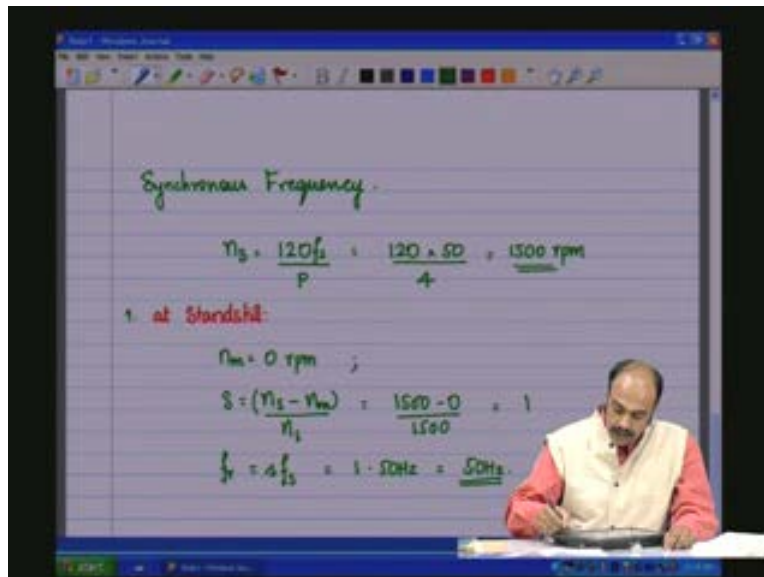 Synchronous Frequency.
nₛ = 120fₛ/P = 120 × 50/4 = 1500 rpm
1. at Standstill:
nₘ = 0 rpm ;
s = (nₛ - nₘ)/nₛ = 1500 - 0/1500 = 1
fᵣ = sfₛ = 1 · 50Hz = 50Hz.